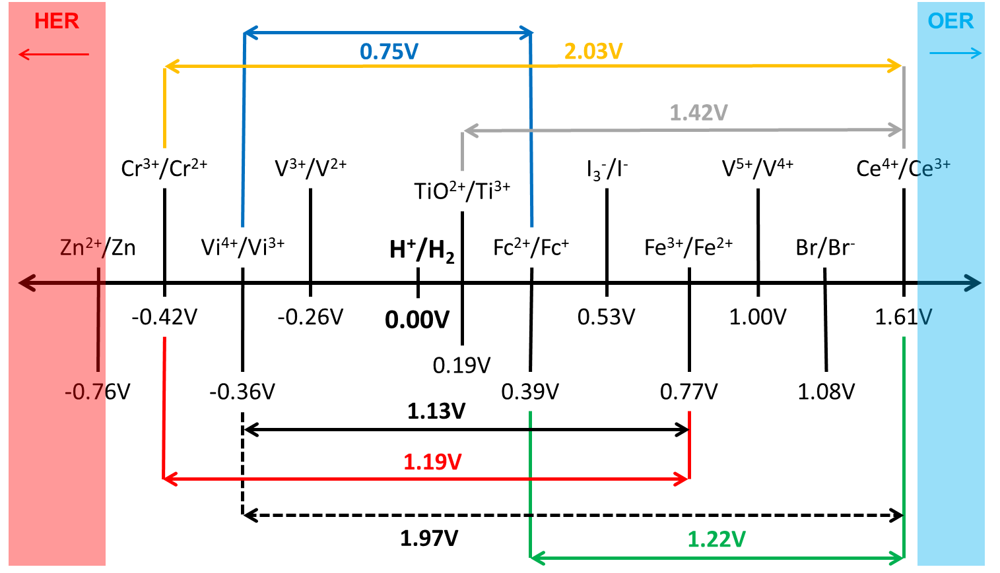 HER
OER
0.75V
2.03V
1.42V
Cr³⁺/Cr²⁺
V³⁺/V²⁺
TiO²⁺/Ti³⁺
I₃⁻/I⁻
V⁵⁺/V⁴⁺
Ce⁴⁺/Ce³⁺
Zn²⁺/Zn
Vi⁴⁺/Vi³⁺
H⁺/H₂
Fc²⁺/Fc⁺
Fe³⁺/Fe²⁺
Br/Br⁻
-0.42V
-0.26V
0.00V
0.53V
1.00V
1.61V
0.19V
-0.76V
-0.36V
0.39V
0.77V
1.08V
1.13V
1.19V
1.97V
1.22V